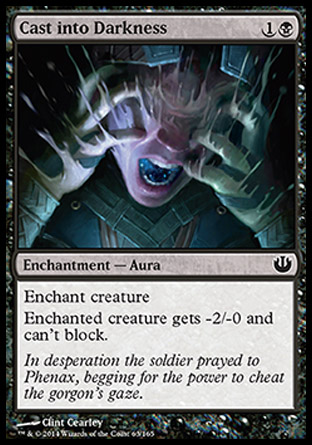 Cast into Darkness 1
Enchantment — Aura
Enchant creature
Enchanted creature gets -2/-0 and
can't block.
In desperation the soldier prayed to
Phenax, begging for the power to cheat
the gorgon's gaze.
Clint Cearley
™ & © 2014 Wizards of the Coast 63/165